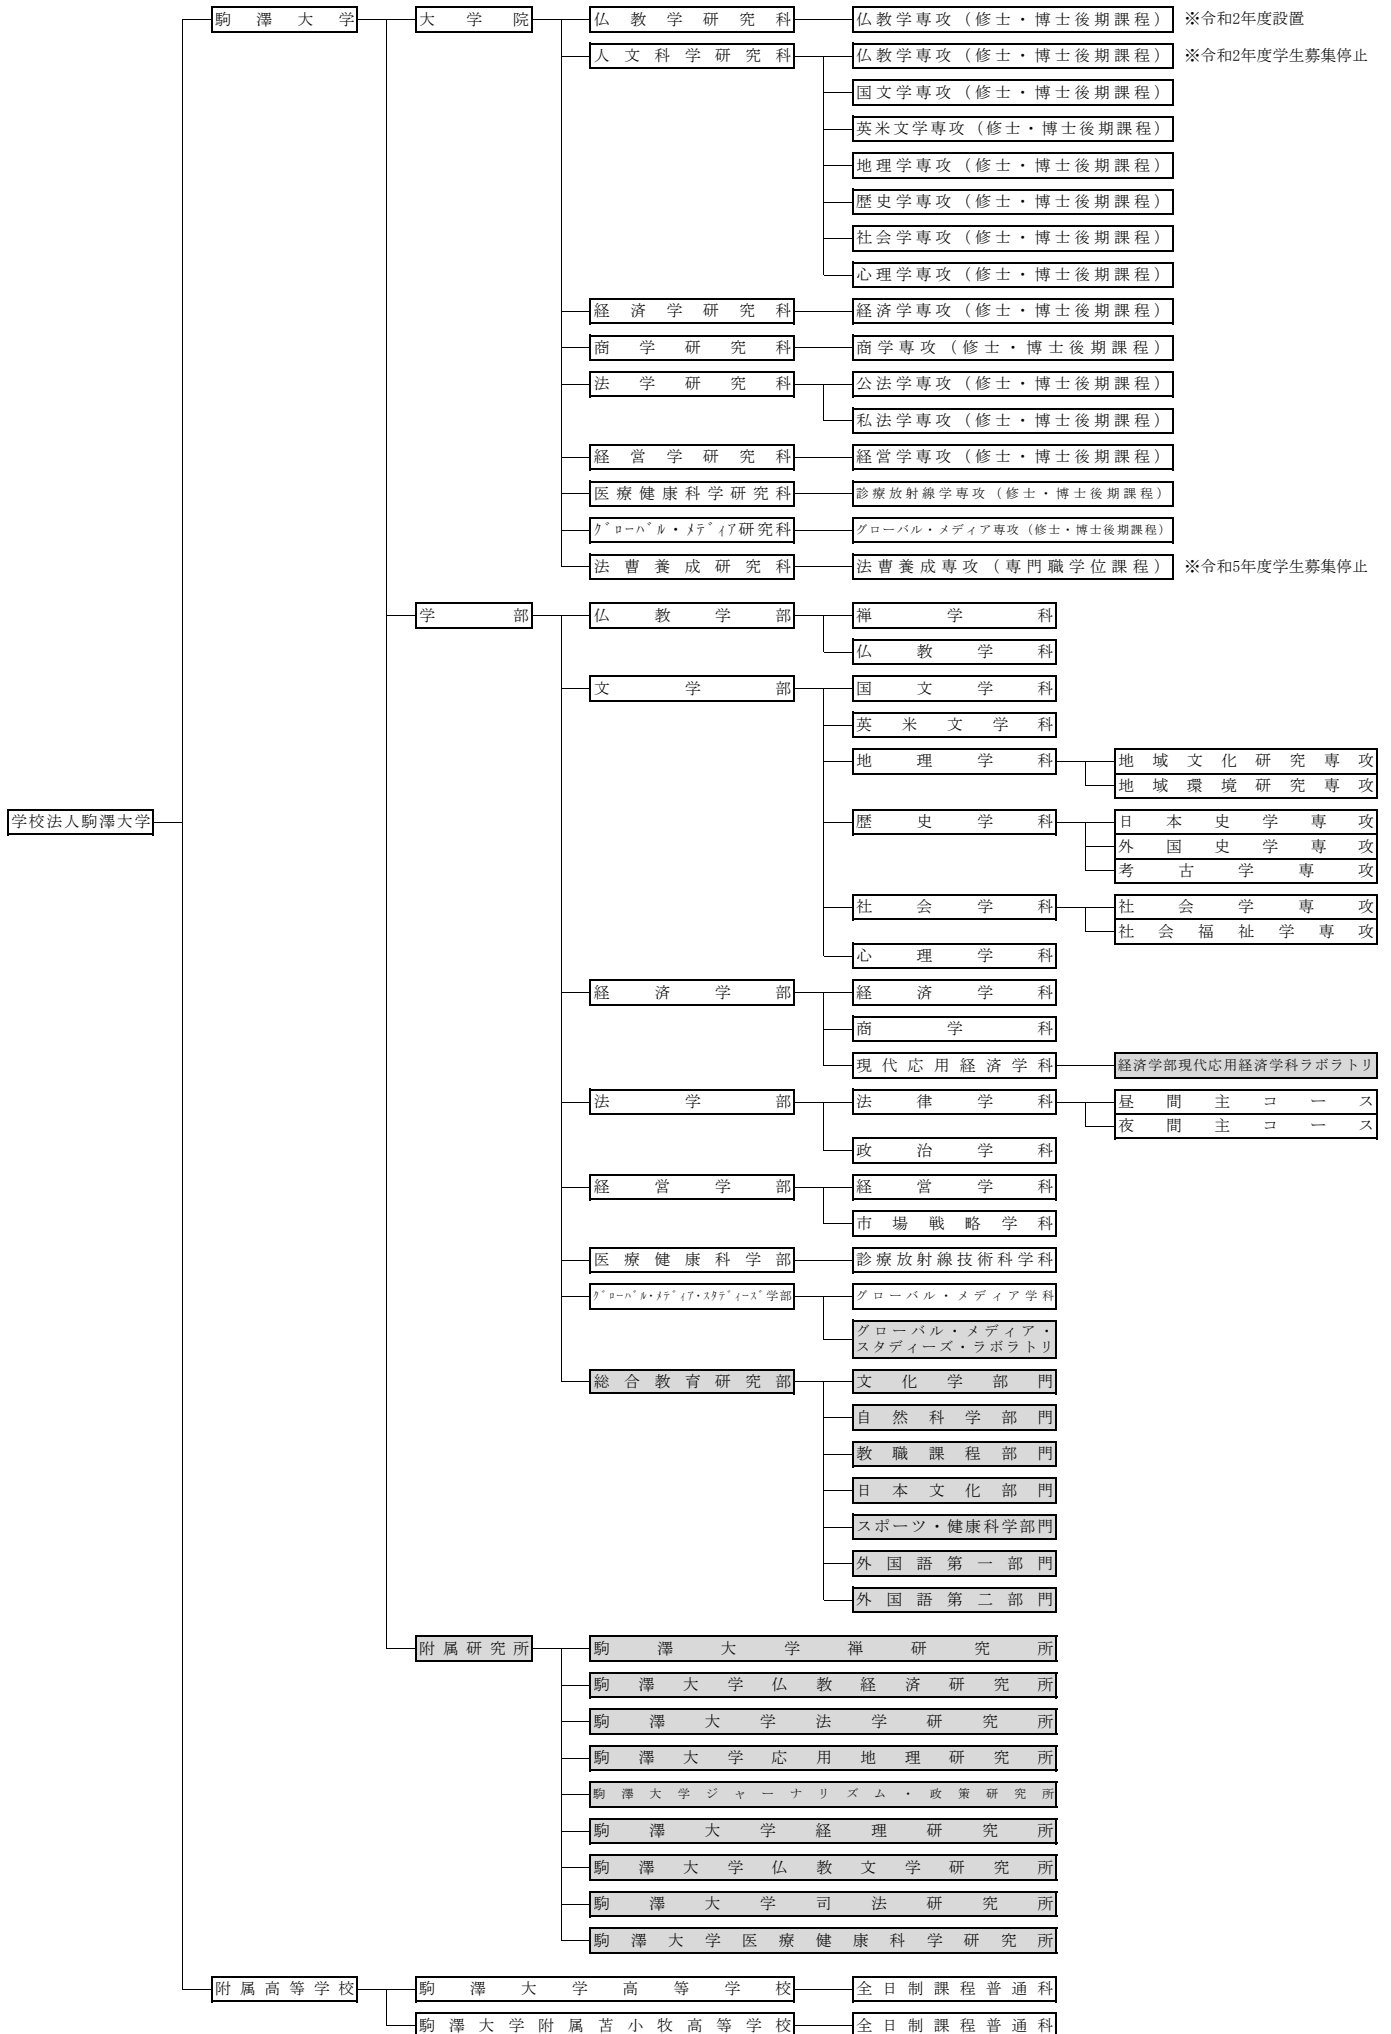 駒澤大学 大学院 仏教学研究科 仏教学専攻（修士・博士後期課程） ※令和2年度設置
人文科学研究科 仏教学専攻（修士・博士後期課程） ※令和2年度学生募集停止
国文学専攻（修士・博士後期課程）
英米文学専攻（修士・博士後期課程）
地理学専攻（修士・博士後期課程）
歴史学専攻（修士・博士後期課程）
社会学専攻（修士・博士後期課程）
心理学専攻（修士・博士後期課程）
経済学研究科 経済学専攻（修士・博士後期課程）
商学研究科 商学専攻（修士・博士後期課程）
法学研究科 公法学専攻（修士・博士後期課程）
私法学専攻（修士・博士後期課程）
経営学研究科 経営学専攻（修士・博士後期課程）
医療健康科学研究科 診療放射線学専攻（修士・博士後期課程）
ｸﾞﾛｰﾊﾞﾙ・ﾒﾃﾞｨｱ研究科 グローバル・メディア専攻（修士・博士後期課程）
法曹養成研究科 法曹養成専攻（専門職学位課程） ※令和5年度学生募集停止
学部 仏教学部 禅学科
仏教学科
文学部 国文学科
英米文学科
地理学科 地域文化研究専攻
地域環境研究専攻
学校法人駒澤大学 歴史学科 日本史学専攻
外国史学専攻
考古学専攻
社会学科 社会学専攻
社会福祉学専攻
心理学科
経済学部 経済学科
商学科
現代応用経済学科 経済学部現代応用経済学科ラボラトリ
法学部 法律学科 昼間主コース
夜間主コース
政治学科
経営学部 経営学科
市場戦略学科
医療健康科学部 診療放射線技術科学科
ｸﾞﾛｰﾊﾞﾙ・ﾒﾃﾞｨｱ・ｽﾀﾃﾞｨｰｽﾞ学部 グローバル・メディア学科
グローバル・メディア・
スタディーズ・ラボラトリ
総合教育研究部 文化学部門
自然科学部門
教職課程部門
日本文化部門
スポーツ・健康科学部門
外国語第一部門
外国語第二部門
附属研究所 駒澤大学禅研究所
駒澤大学仏教経済研究所
駒澤大学法学研究所
駒澤大学応用地理研究所
駒澤大学ジャーナリズム・政策研究所
駒澤大学経理研究所
駒澤大学仏教文学研究所
駒澤大学司法研究所
駒澤大学医療健康科学研究所
附属高等学校 駒澤大学高等学校 全日制課程普通科
駒澤大学附属苫小牧高等学校 全日制課程普通科